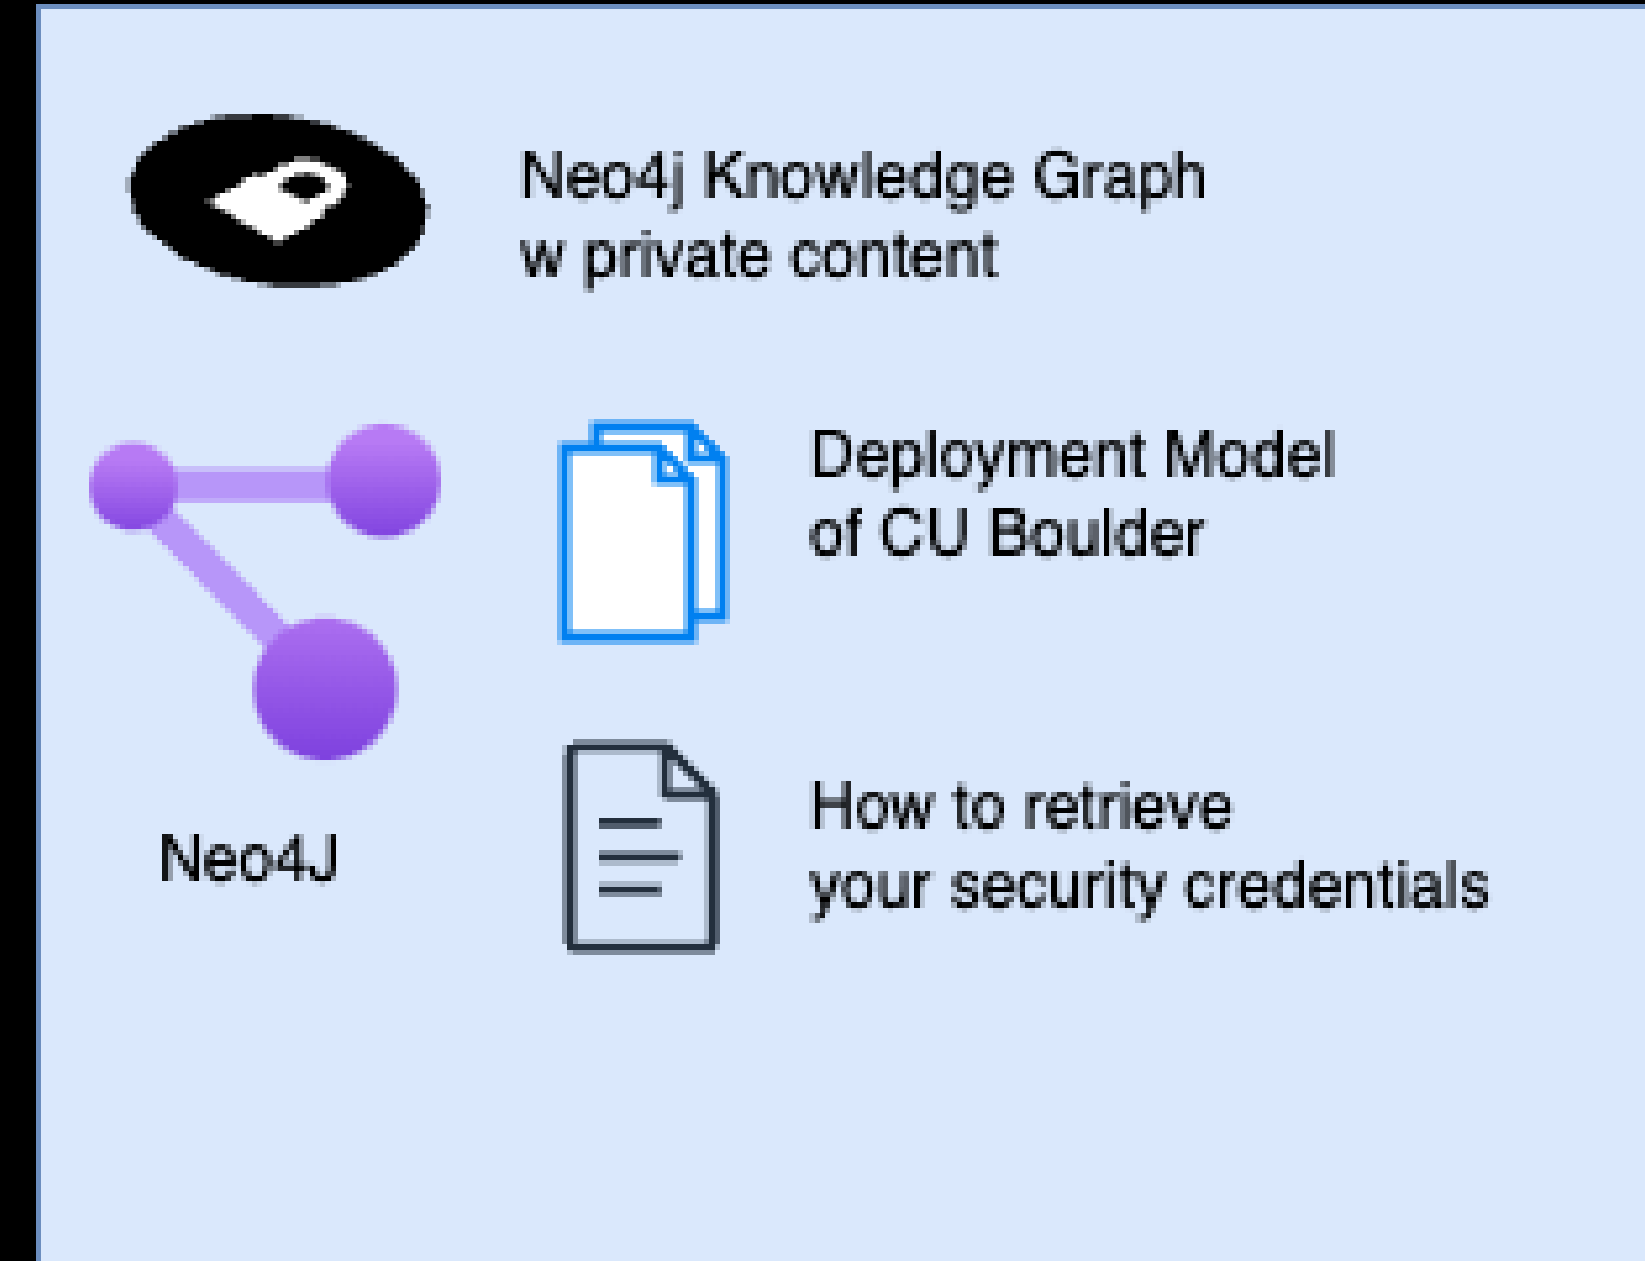 Neo4j Knowledge Graph
w private content
Deployment Model
of CU Boulder
How to retrieve
your security credentials
Neo4J